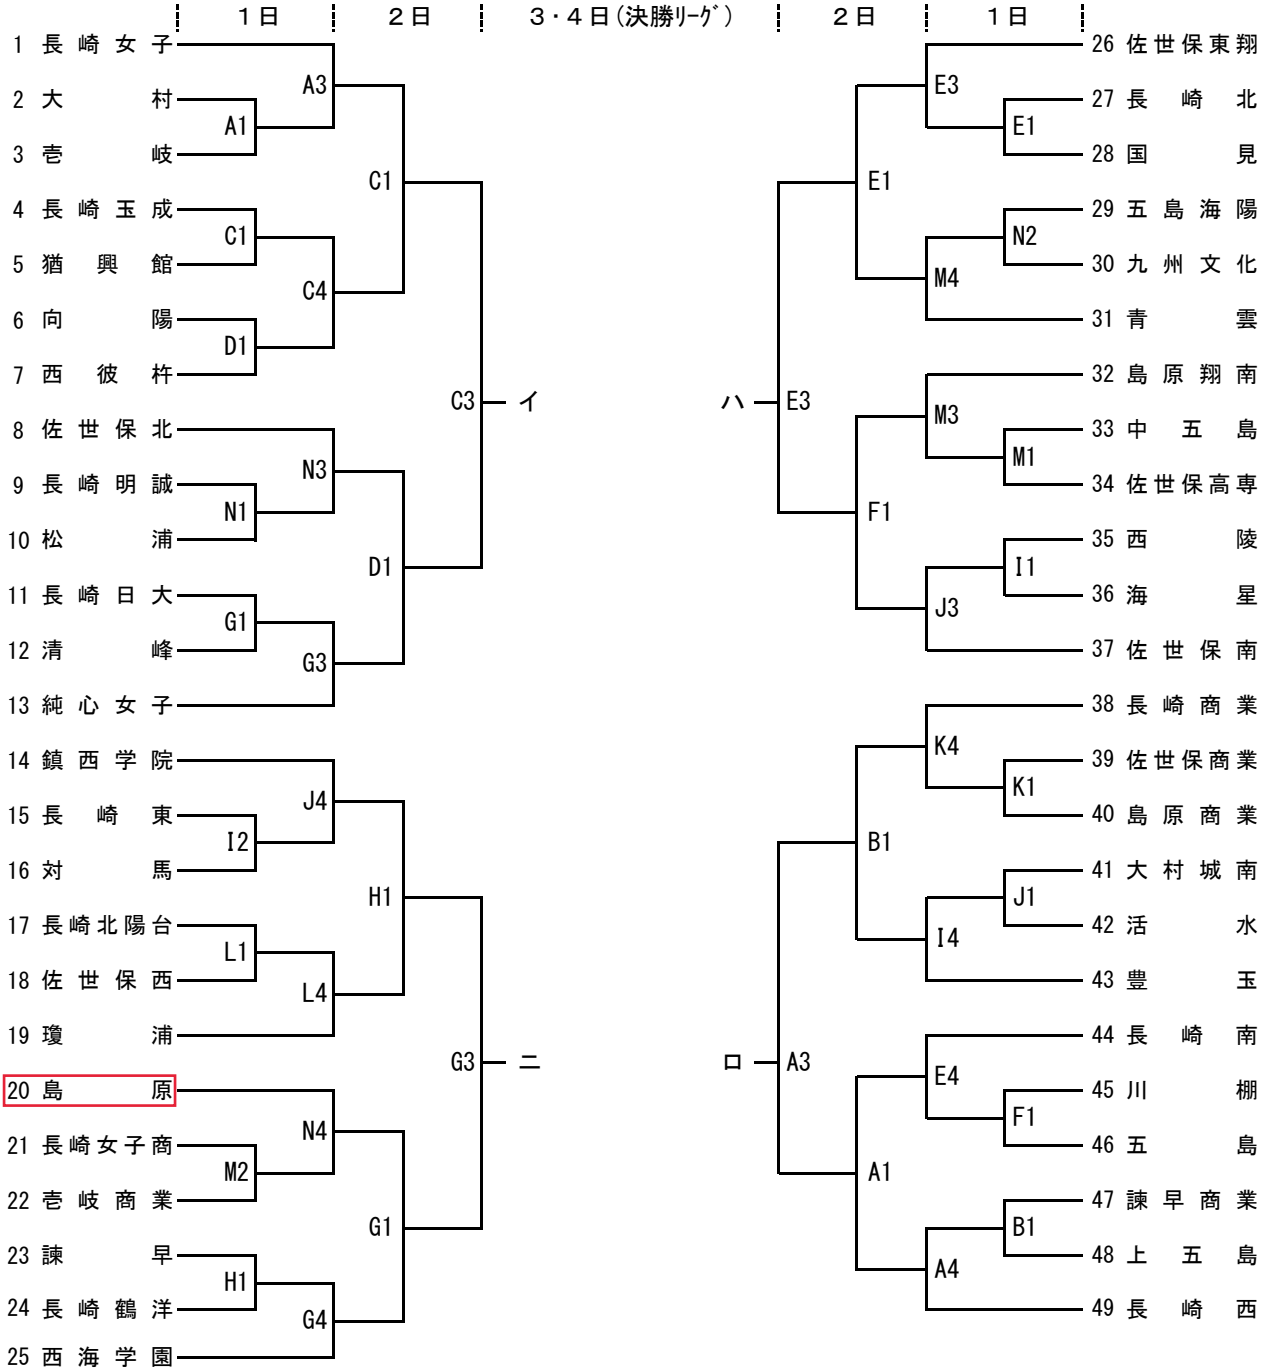 1日 2日 3・4日(決勝ﾘｰｸﾞ) 2日 1日
1 長崎女子
2 大村
3 壱岐
4 長崎玉成
5 猶興館
6 向陽
7 西彼杵
8 佐世保北
9 長崎明誠
10 松浦
11 長崎日大
12 清峰
13 純心女子
14 鎮西学院
15 長崎東
16 対馬
17 長崎北陽台
18 佐世保西
19 瓊浦
20 島原
21 長崎女子商
22 壱岐商業
23 諫早
24 長崎鶴洋
25 西海学園
A1
C1
D1
N1
G1
I2
L1
M2
H1
A3
C4
N3
G3
J4
L4
N4
G4
C1
D1
H1
G1
C3 イ
G3 ニ
ハ E3
ロ A3
E1
F1
B1
A1
E3
M4
M3
J3
K4
I4
E4
A4
E1
N2
M1
I1
K1
J1
F1
B1
26 佐世保東翔
27 長崎北
28 国見
29 五島海陽
30 九州文化
31 青雲
32 島原翔南
33 中五島
34 佐世保高専
35 西陵
36 海星
37 佐世保南
38 長崎商業
39 佐世保商業
40 島原商業
41 大村城南
42 活水
43 豊玉
44 長崎南
45 川棚
46 五島
47 諫早商業
48 上五島
49 長崎西